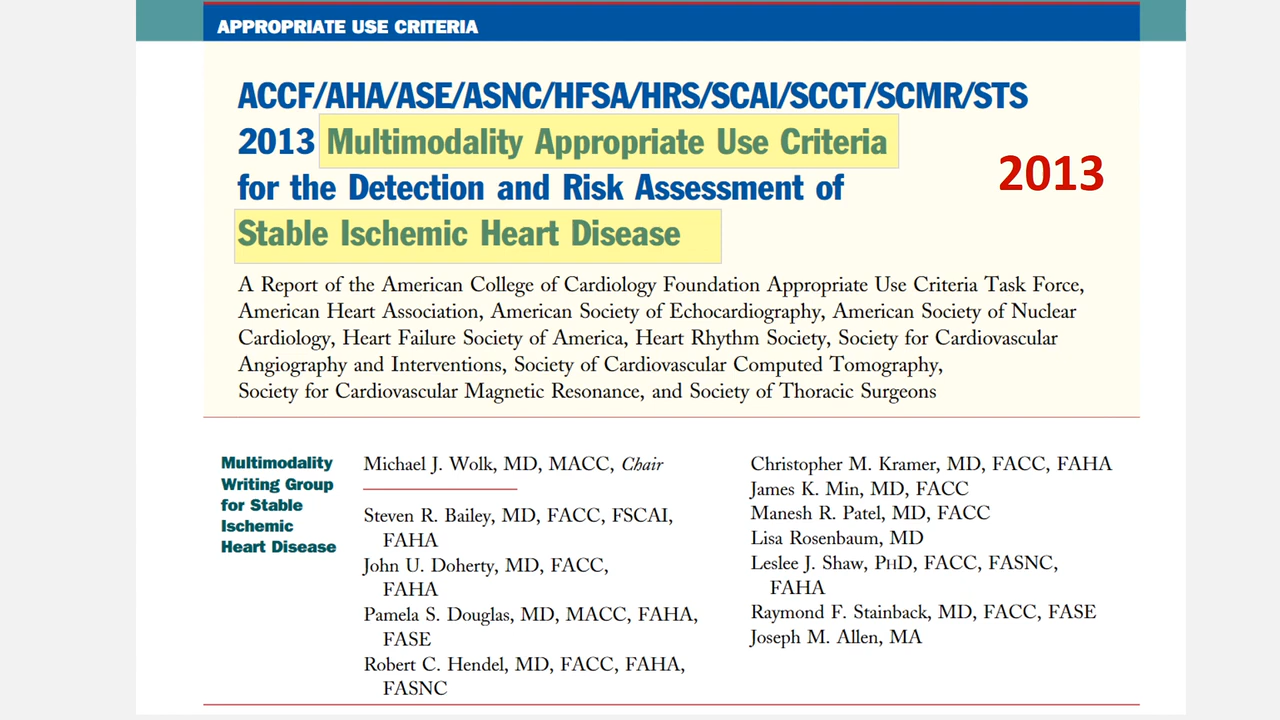 APPROPRIATE USE CRITERIA
ACCF/AHA/ASE/ASNC/HFSA/HRS/SCAI/SCCT/SCMR/STS
2013 Multimodality Appropriate Use Criteria
for the Detection and Risk Assessment of
Stable Ischemic Heart Disease
2013
A Report of the American College of Cardiology Foundation Appropriate Use Criteria Task Force,
American Heart Association, American Society of Echocardiography, American Society of Nuclear
Cardiology, Heart Failure Society of America, Heart Rhythm Society, Society for Cardiovascular
Angiography and Interventions, Society of Cardiovascular Computed Tomography,
Society for Cardiovascular Magnetic Resonance, and Society of Thoracic Surgeons
Multimodality
Writing Group
for Stable
Ischemic
Heart Disease
Michael J. Wolk, MD, MACC, Chair
Steven R. Bailey, MD, FACC, FSCAI,
FAHA
John U. Doherty, MD, FACC,
FAHA
Pamela S. Douglas, MD, MACC, FAHA,
FASE
Robert C. Hendel, MD, FACC, FAHA,
FASNC
Christopher M. Kramer, MD, FACC, FAHA
James K. Min, MD, FACC
Manesh R. Patel, MD, FACC
Lisa Rosenbaum, MD
Leslee J. Shaw, PHD, FACC, FASNC,
FAHA
Raymond F. Stainback, MD, FACC, FASE
Joseph M. Allen, MA